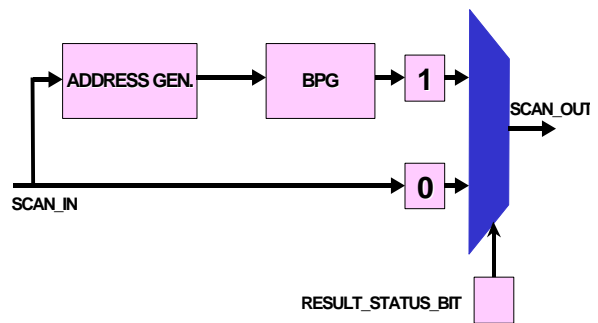 ADDRESS GEN.
BPG
1
SCAN_OUT
0
SCAN_IN
RESULT_STATUS_BIT